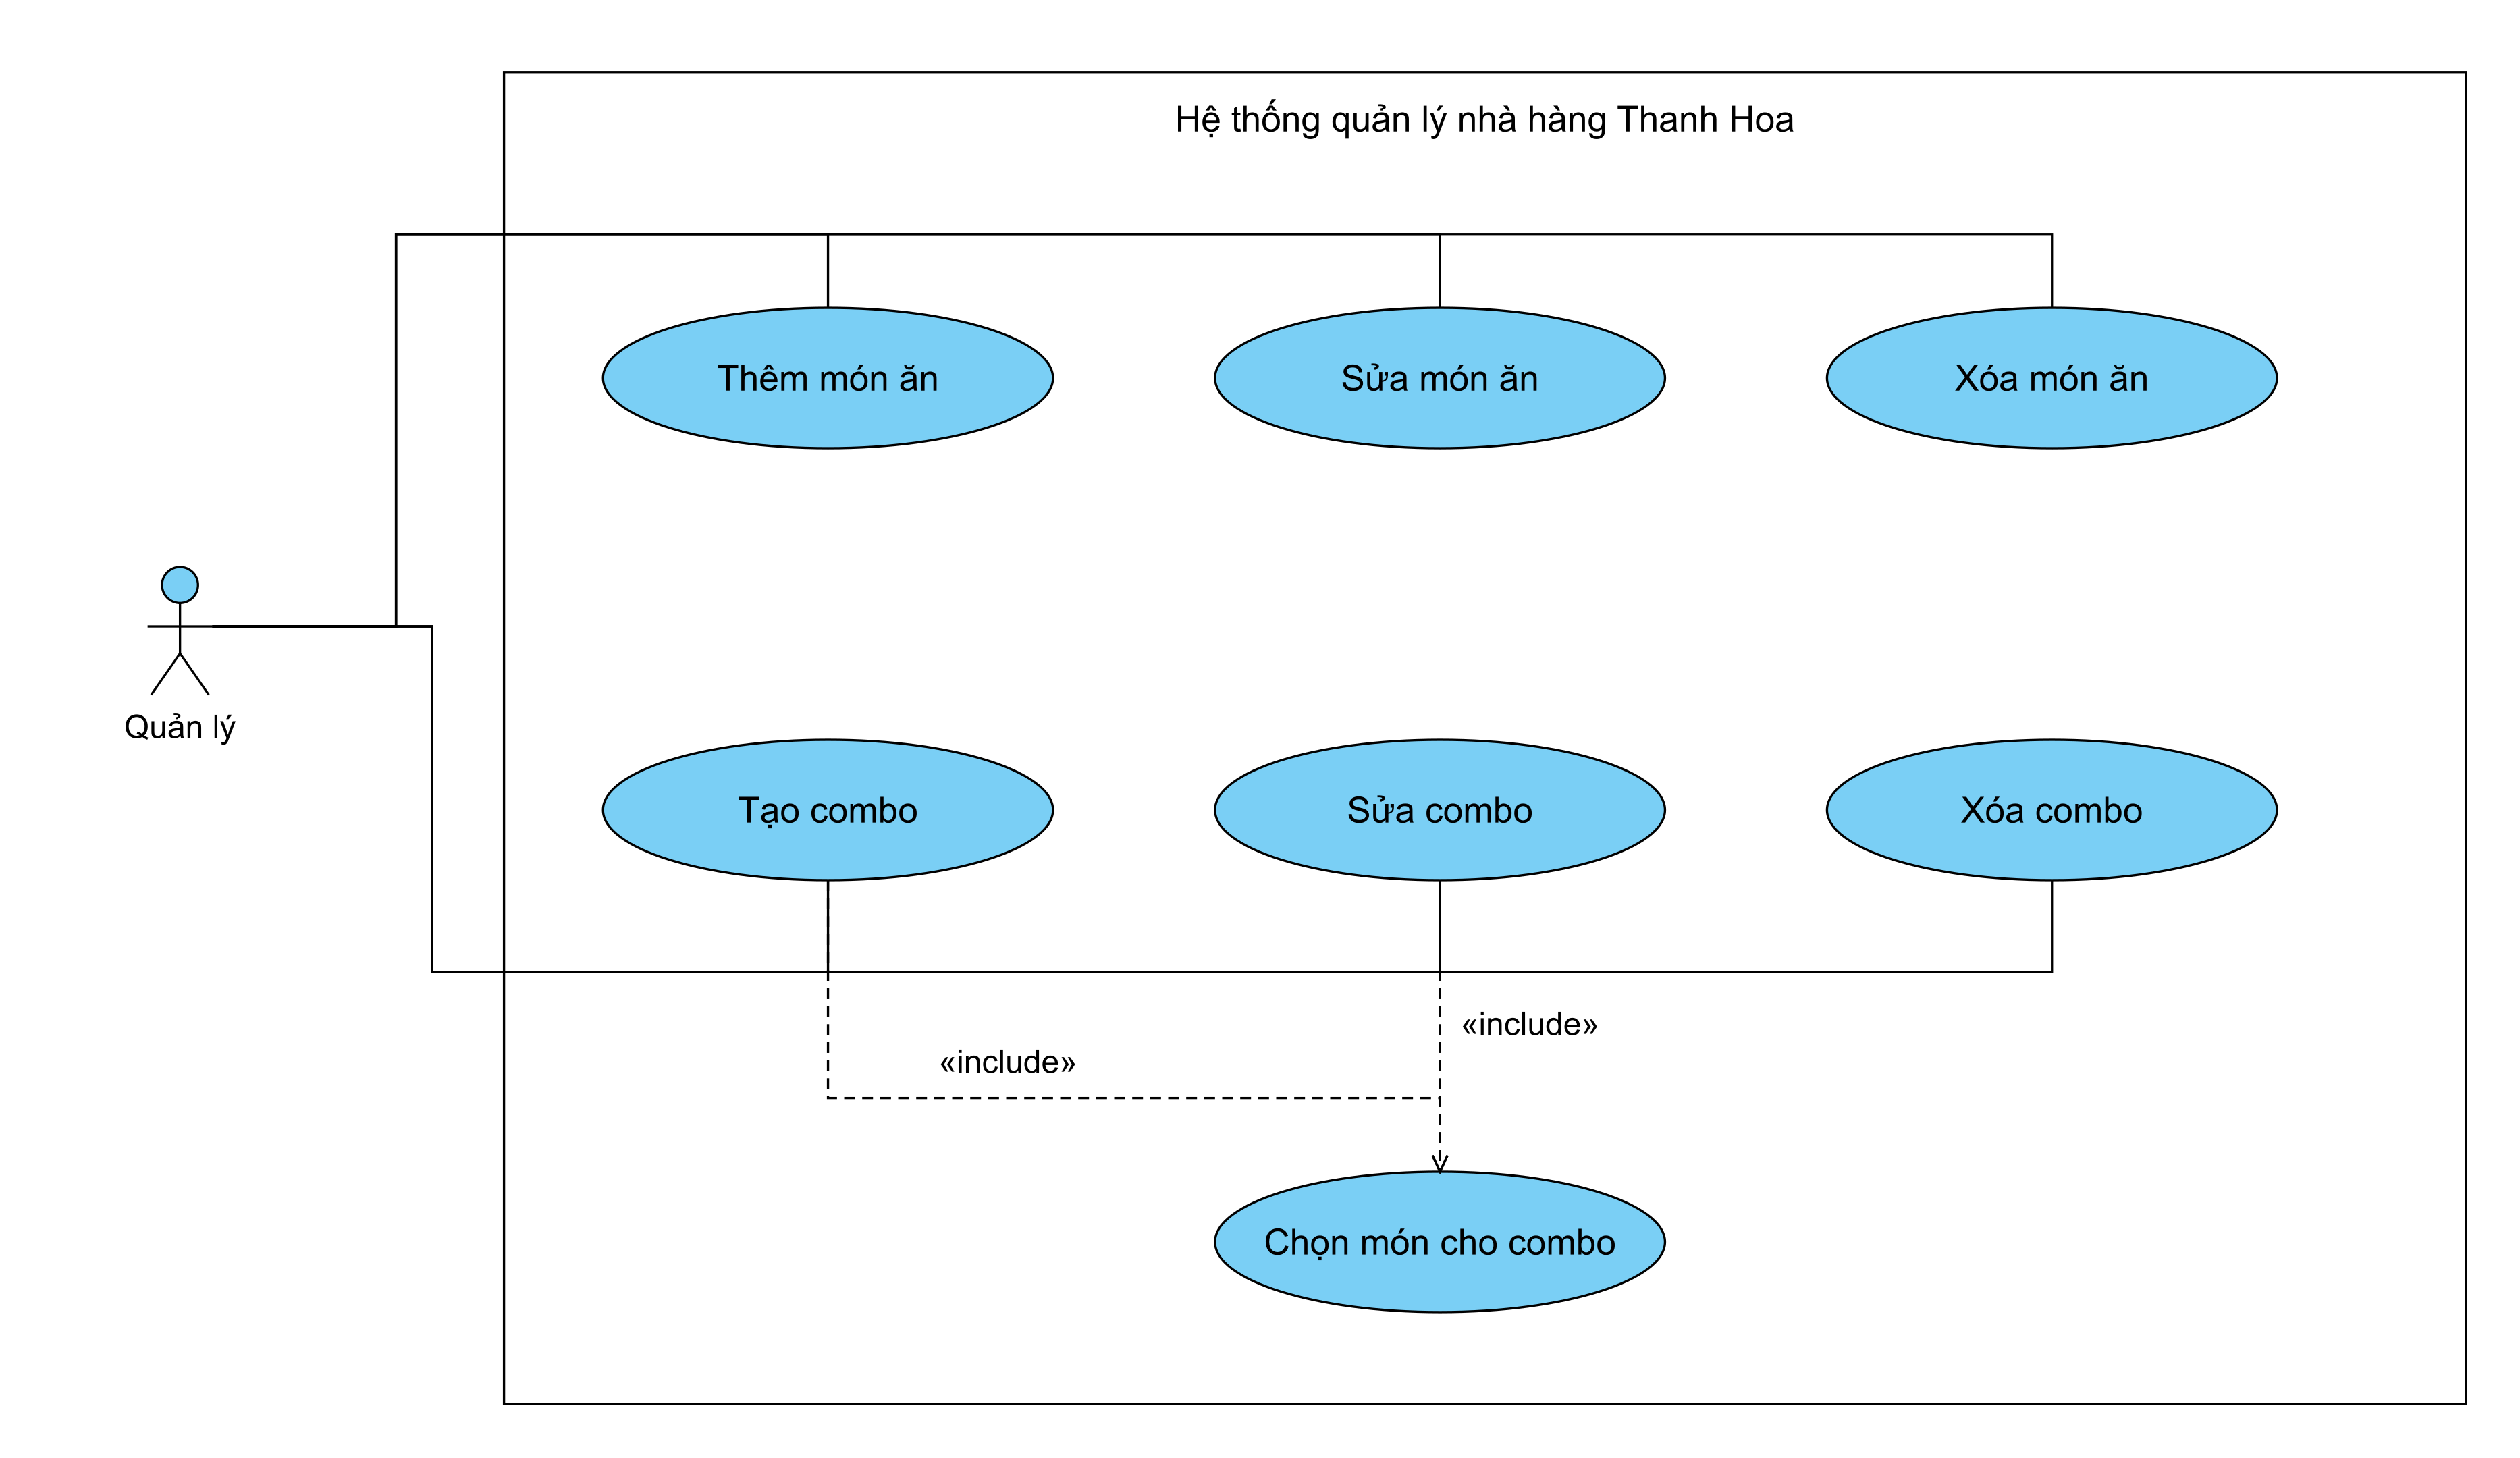 Hệ thống quản lý nhà hàng Thanh Hoa
Thêm món ăn
Sửa món ăn
Xóa món ăn
Quản lý
Tạo combo
Sửa combo
Xóa combo
«include»
«include»
Chọn món cho combo